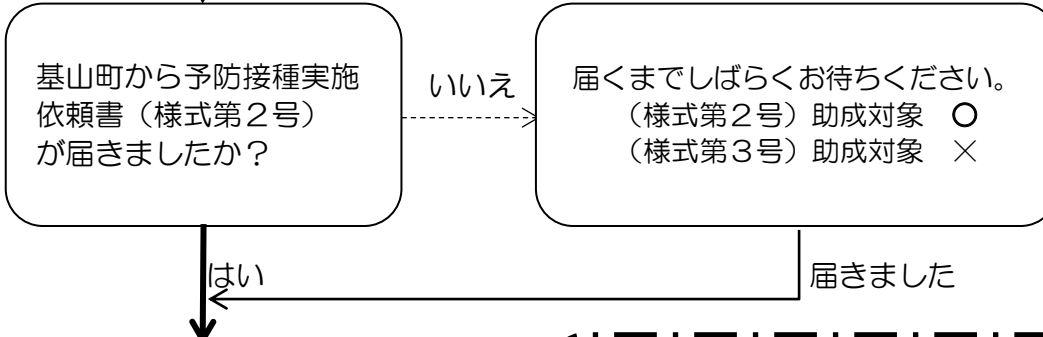 基山町から予防接種実施
依頼書（様式第２号）
が届きましたか？
いいえ
届くまでしばらくお待ちください。
（様式第２号）助成対象　○
（様式第３号）助成対象　×
はい
届きました